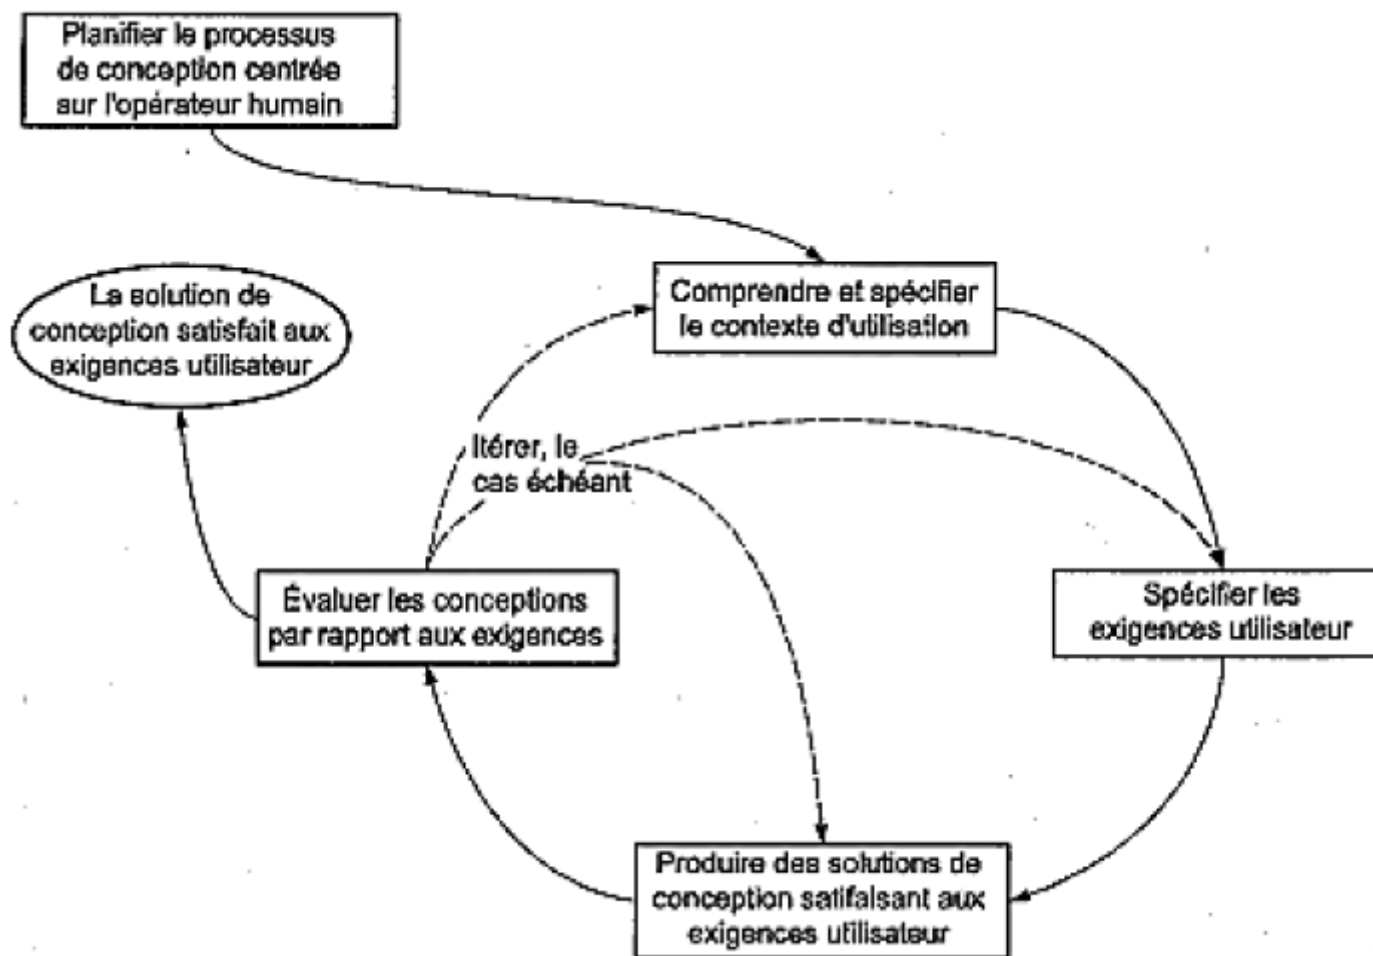 Planifier le processus
de conception centrée
sur l'opérateur humain
La solution de
conception satisfait aux
exigences utilisateur
Comprendre et spécifier
le contexte d'utilisation
Itérer, le
cas échéant
Évaluer les conceptions
par rapport aux exigences
Spécifier les
exigences utilisateur
Produire des solutions de
conception satifaisant aux
exigences utilisateur